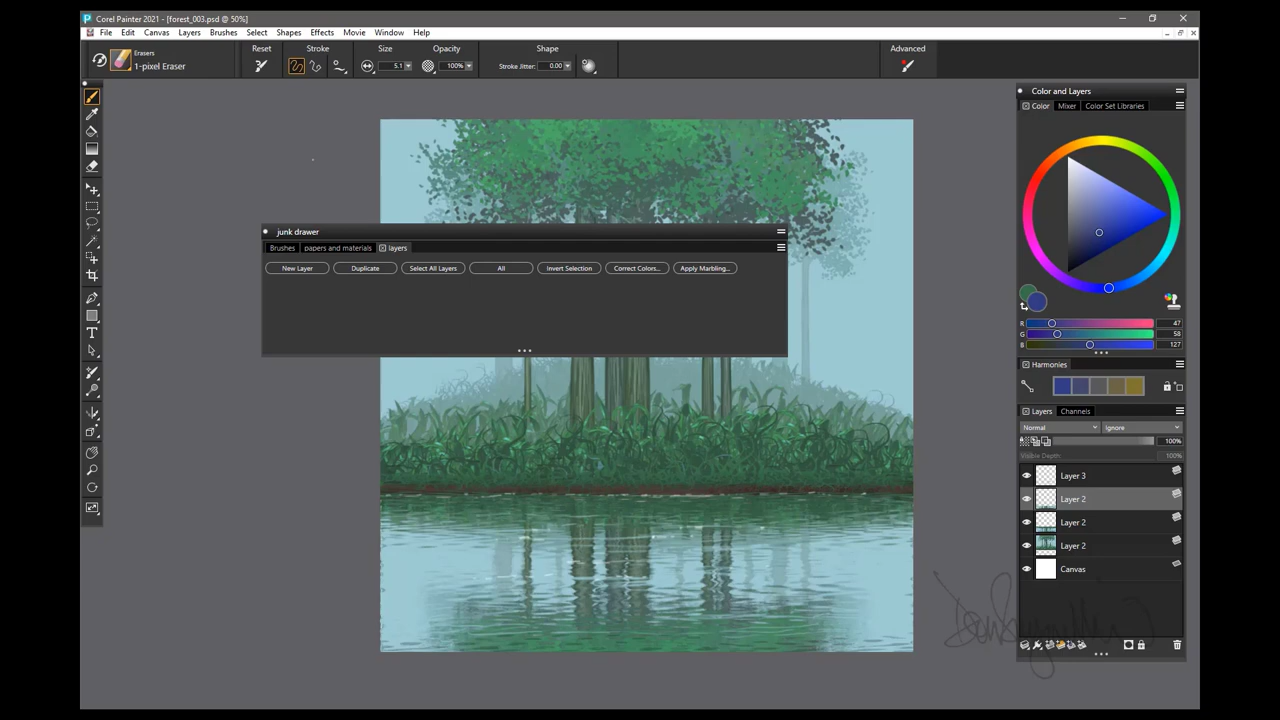 Corel Painter 2021 - [forest_003.psd @ 50%]
File Edit Canvas Layers Brushes Select Shapes Effects Movie Window Help
Erasers
1-pixel Eraser
Reset
Stroke
Size
5.1
Opacity
100%
Shape
Stroke Jitter: 0.00
Advanced
junk drawer
Brushes papers and materials layers
New Layer Duplicate Select All Layers All Invert Selection Correct Colors... Apply Marbling...
Color and Layers
Color Mixer Color Set Libraries
R 47
G 58
B 127
Harmonies
Layers Channels
Normal Ignore
100%
Visible Depth: 100%
Layer 3
Layer 2
Layer 2
Layer 2
Canvas